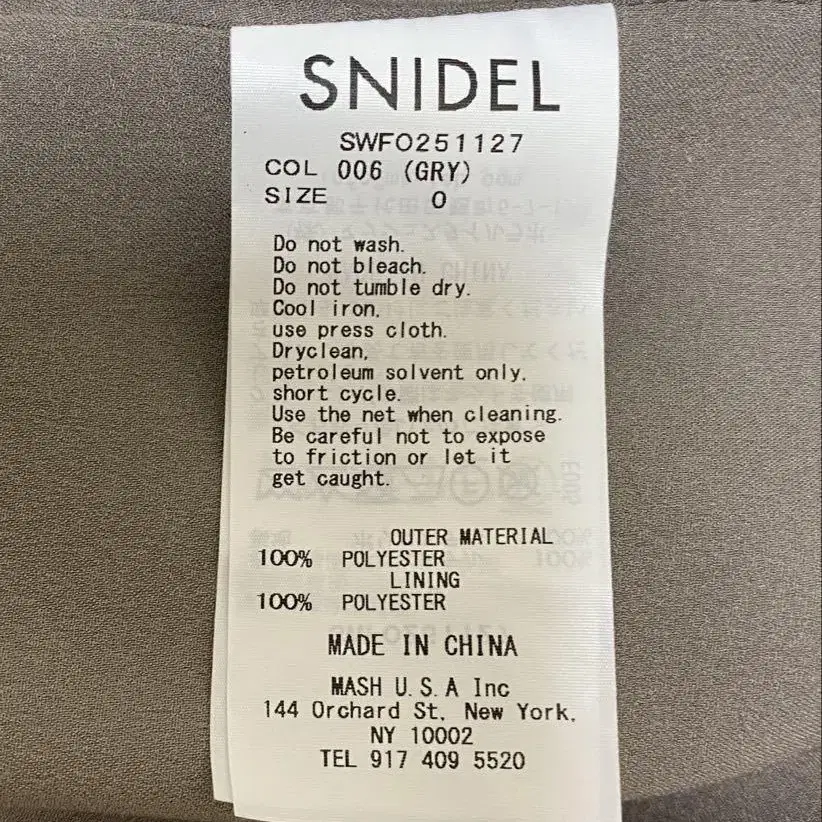 SNIDEL
SWFO251127
COL 006 (GRY)
SIZE 0
Do not wash.
Do not bleach.
Do not tumble dry.
Cool iron,
use press cloth.
Dryclean,
petroleum solvent only,
short cycle.
Use the net when cleaning.
Be careful not to expose
to friction or let it
get caught.
OUTER MATERIAL
100% POLYESTER
LINING
100% POLYESTER
MADE IN CHINA
MASH U.S.A Inc
144 Orchard St, New York,
NY 10002
TEL 917 409 5520